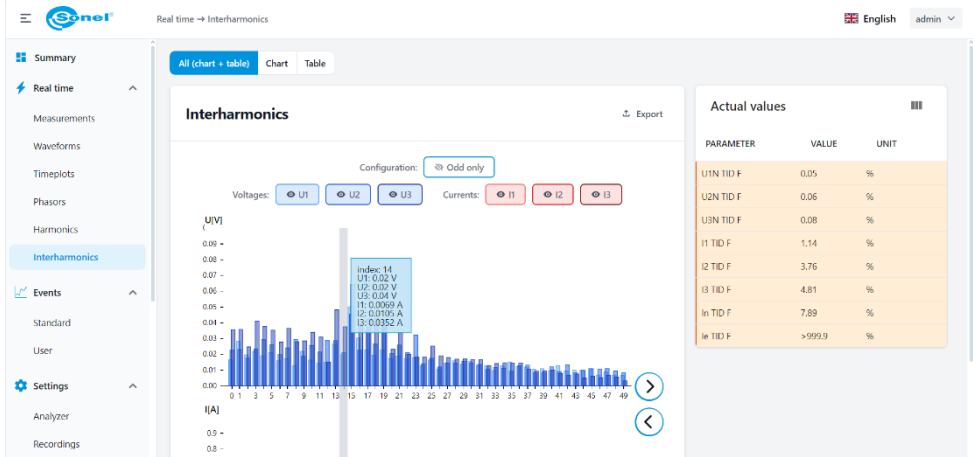 Sonel®
Real time → Interharmonics
English
admin
Summary
Real time
Measurements
Waveforms
Timeplots
Phasors
Harmonics
Interharmonics
Events
Standard
User
Settings
Analyzer
Recordings
All (chart + table) Chart Table
Interharmonics
Export
Configuration: Odd only
Voltages: U1 U2 U3 Currents: I1 I2 I3
U[V]
0.09
0.08
0.07
0.06
0.05
0.04
0.03
0.02
0.01
0.00
index: 14
U1: 0.02 V
U2: 0.02 V
U3: 0.04 V
I1: 0.0069 A
I2: 0.0105 A
I3: 0.0352 A
0 1 3 5 7 9 11 13 15 17 19 21 23 25 27 29 31 33 35 37 39 41 43 45 47 49
I[A]
0.9
0.8
Actual values
PARAMETER VALUE UNIT
U1N TID F 0.05 %
U2N TID F 0.06 %
U3N TID F 0.08 %
I1 TID F 1.14 %
I2 TID F 3.76 %
I3 TID F 4.81 %
In TID F 7.89 %
Ie TID F >999.9 %